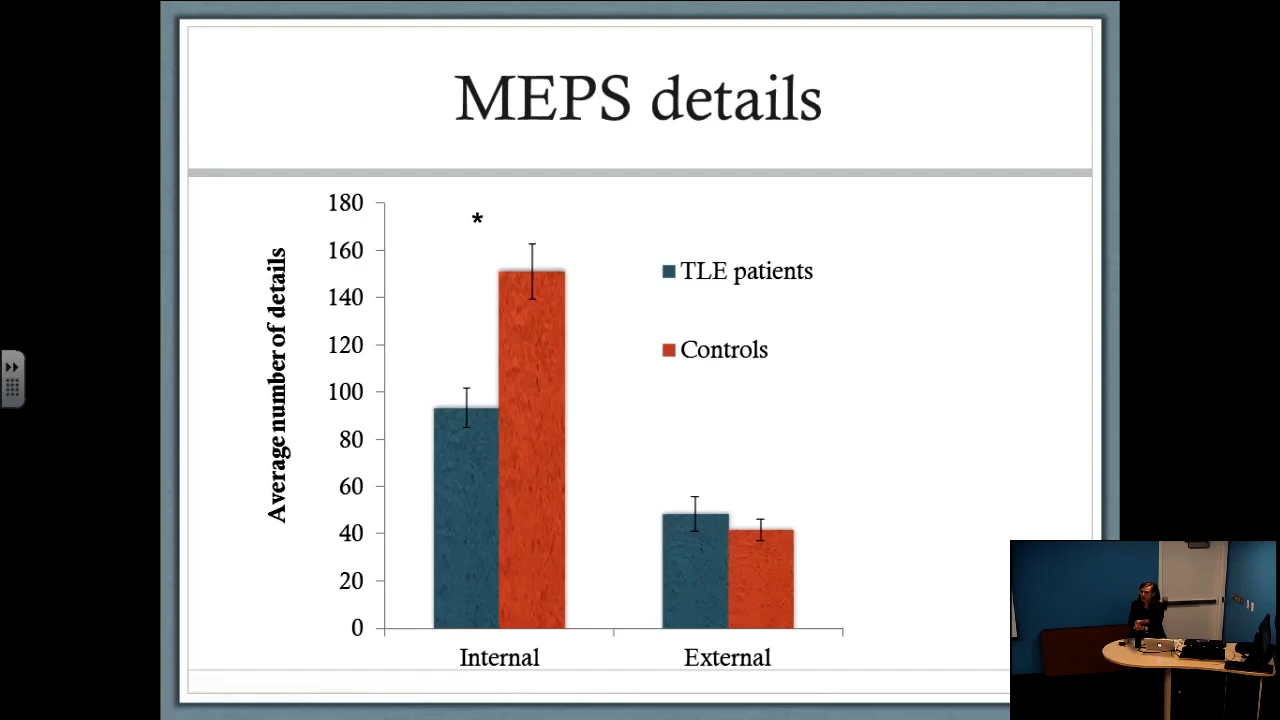 MEPS details
Average number of details
180
160
140
120
100
80
60
40
20
0
*
TLE patients
Controls
Internal
External